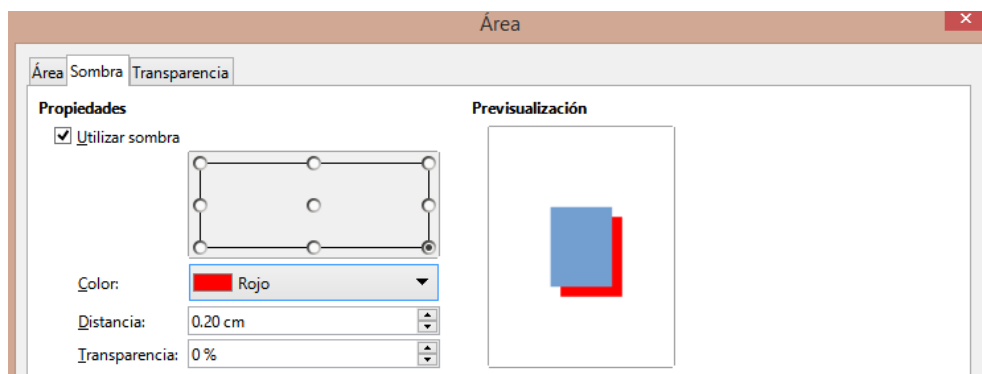 Área
Área Sombra Transparencia
Propiedades
Utilizar sombra
Color: Rojo
Distancia: 0.20 cm
Transparencia: 0 %
Previsualización